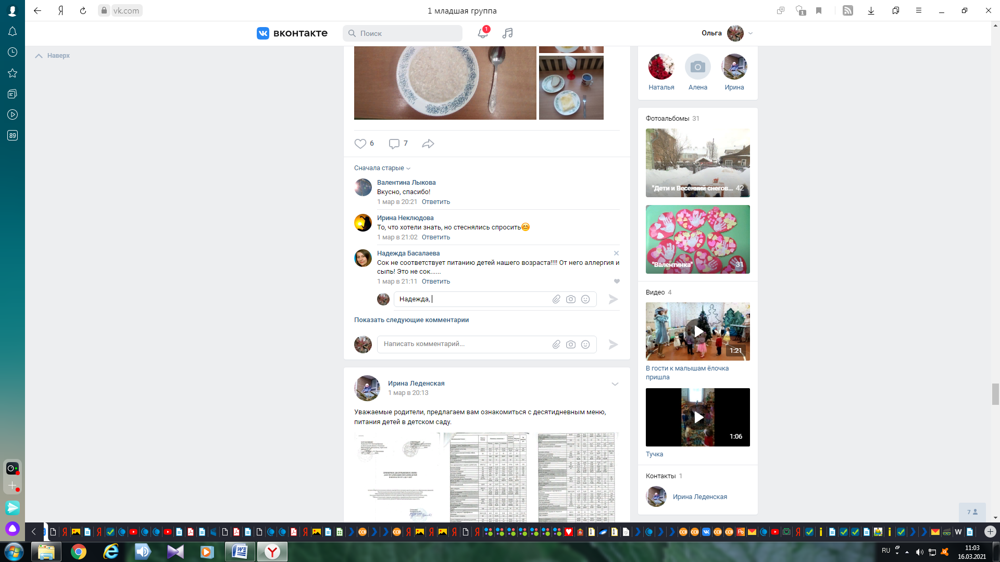 vk.com
1 младшая группа
1
89
вконтакте
Поиск
1
Ольга
Наверх
Наталья
Алена
Ирина
6
7
Сначала старые
Валентина Лыкова
Вкусно, спасибо!
1 мар в 20:21 Ответить
Ирина Неклюдова
То, что хотели знать, но стеснялись спросить😊
1 мар в 21:02 Ответить
Надежда Басалаева
Сок не соответствует питанию детей нашего возраста!!!! От него аллергия и
сыпь! Это не сок......
1 мар в 21:11 Ответить
Надежда,
Показать следующие комментарии
Написать комментарий...
Ирина Леденская
1 мар в 20:13
Уважаемые родители, предлагаем вам ознакомиться с десятидневным меню,
питания детей в детском саду.
Фотоальбомы 31
"Дети и Весенний снегов... 42
"Валентинка" 31
Видео 4
1:21
В гости к малышам ёлочка
пришла
1:06
Тучка
Контакты 1
Ирина Леденская
7
RU
11:03
16.03.2021